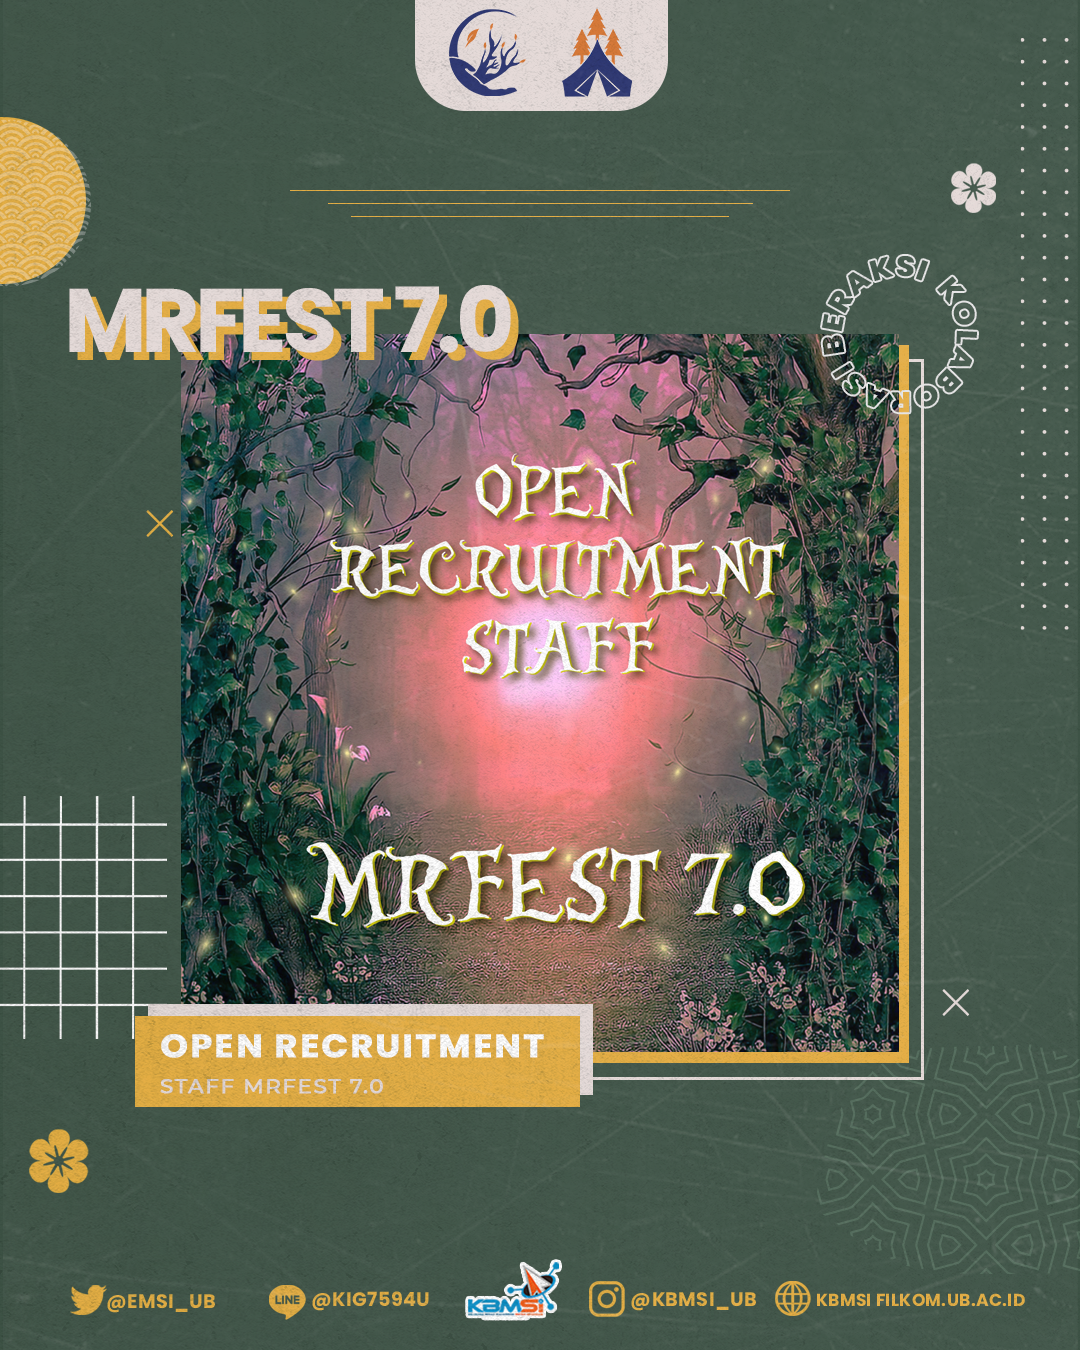 MRFEST 7.0
BERAKSI KOLABORASI
OPEN
RECRUITMENT
STAFF
MRFEST 7.0
OPEN RECRUITMENT
STAFF MRFEST 7.0
@EMSI_UB
LINE
@KIG7594U
KBMSI
@KBMSI_UB
KBMSI FILKOM.UB.AC.ID